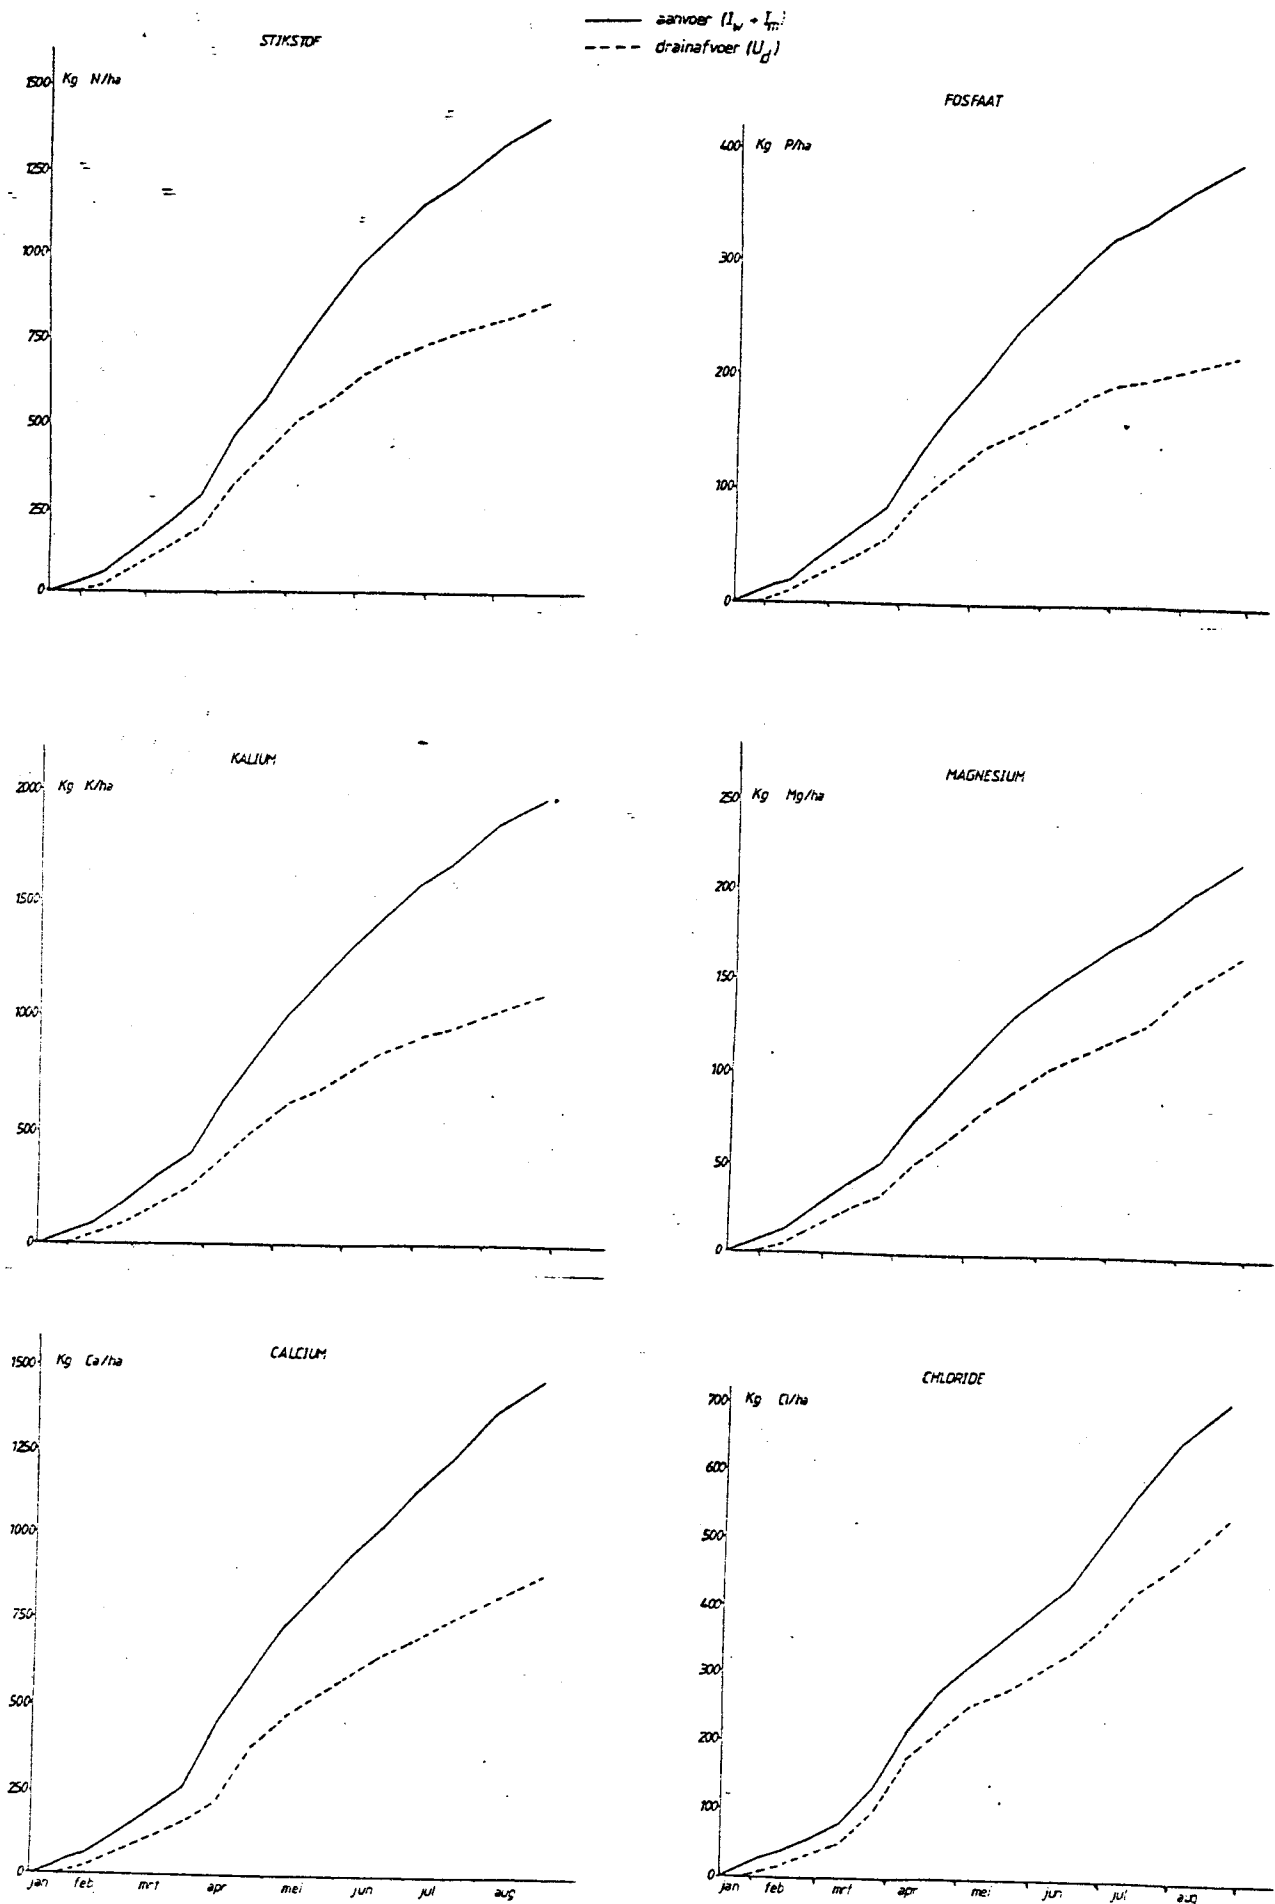 aanvoer (I_w + I_m)
drainafvoer (U_d)
STIKSTOF
Kg N/ha
1500
1250
1000
750
500
250
0
FOSFAAT
Kg P/ha
400
300
200
100
0
KALIUM
Kg K/ha
2000
1500
1000
500
0
MAGNESIUM
Kg Mg/ha
250
200
150
100
50
0
CALCIUM
Kg Ca/ha
1500
1250
1000
750
500
250
0
jan feb mrt apr mei jun jul aug
CHLORIDE
Kg Cl/ha
700
600
500
400
300
200
100
0
jan feb mrt apr mei jun jul aug